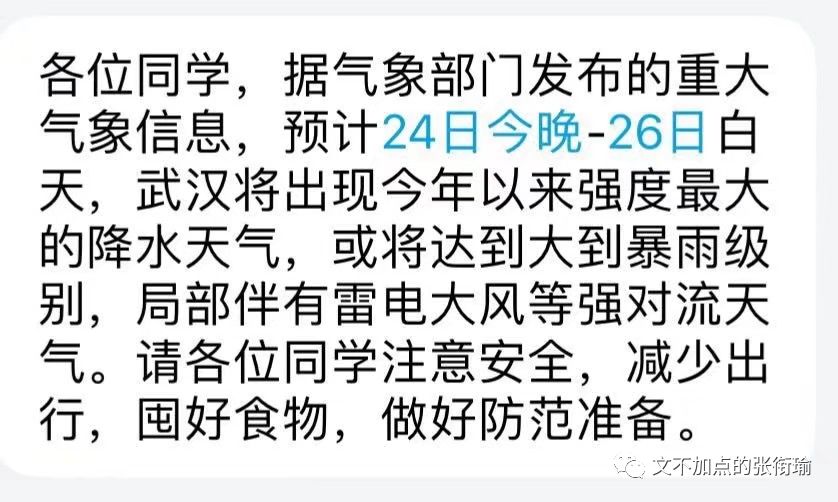 各位同学，据气象部门发布的重大
气象信息，预计24日今晚-26日白
天，武汉将出现今年以来强度最大
的降水天气，或将达到大到暴雨级
别，局部伴有雷电大风等强对流天
气。请各位同学注意安全，减少出
行，囤好食物，做好防范准备。
文不加点的张衔瑜